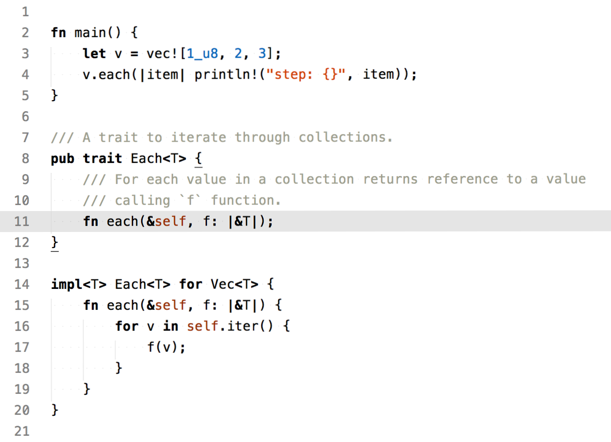 1
2 fn main() {
3     let v = vec![1_u8, 2, 3];
4     v.each(|item| println!("step: {}", item));
5 }
6
7 /// A trait to iterate through collections.
8 pub trait Each<T> {
9     /// For each value in a collection returns reference to a value
10     /// calling `f` function.
11     fn each(&self, f: |&T|);
12 }
13
14 impl<T> Each<T> for Vec<T> {
15     fn each(&self, f: |&T|) {
16         for v in self.iter() {
17             f(v);
18         }
19     }
20 }
21